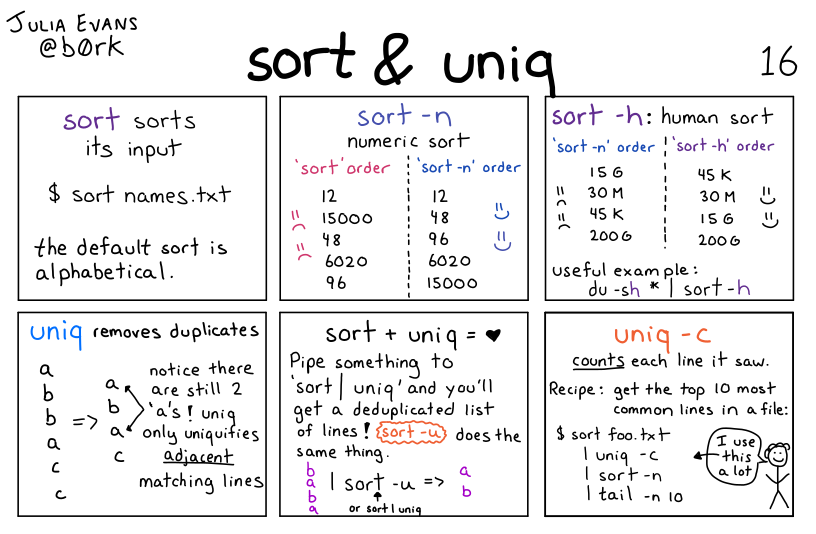 JULIA EVANS
@b0rk
sort & uniq
16
sort sorts
its input
$ sort names.txt
the default sort is
alphabetical.
sort -n
numeric sort
'sort' order
12
15000
48
6020
96
'sort -n' order
12
48
96
6020
15000
sort -h: human sort
'sort -n' order
15 G
30 M
45 K
200 G
'sort -h' order
45 K
30 M
15 G
200 G
useful example:
du -sh * | sort -h
uniq removes duplicates
a
b
b
a
c
c
=>
a
b
a
c
notice there
are still 2
'a's! uniq
only uniquifies
adjacent
matching lines
sort + uniq = ♥
Pipe something to
'sort | uniq' and you'll
get a deduplicated list
of lines! sort -u does the
same thing.
b
a
b
a
| sort -u =>
a
b
or sort | uniq
uniq -c
counts each line it saw.
Recipe: get the top 10 most
common lines in a file:
$ sort foo.txt
| uniq -c
| sort -n
| tail -n 10
I use
this
a lot